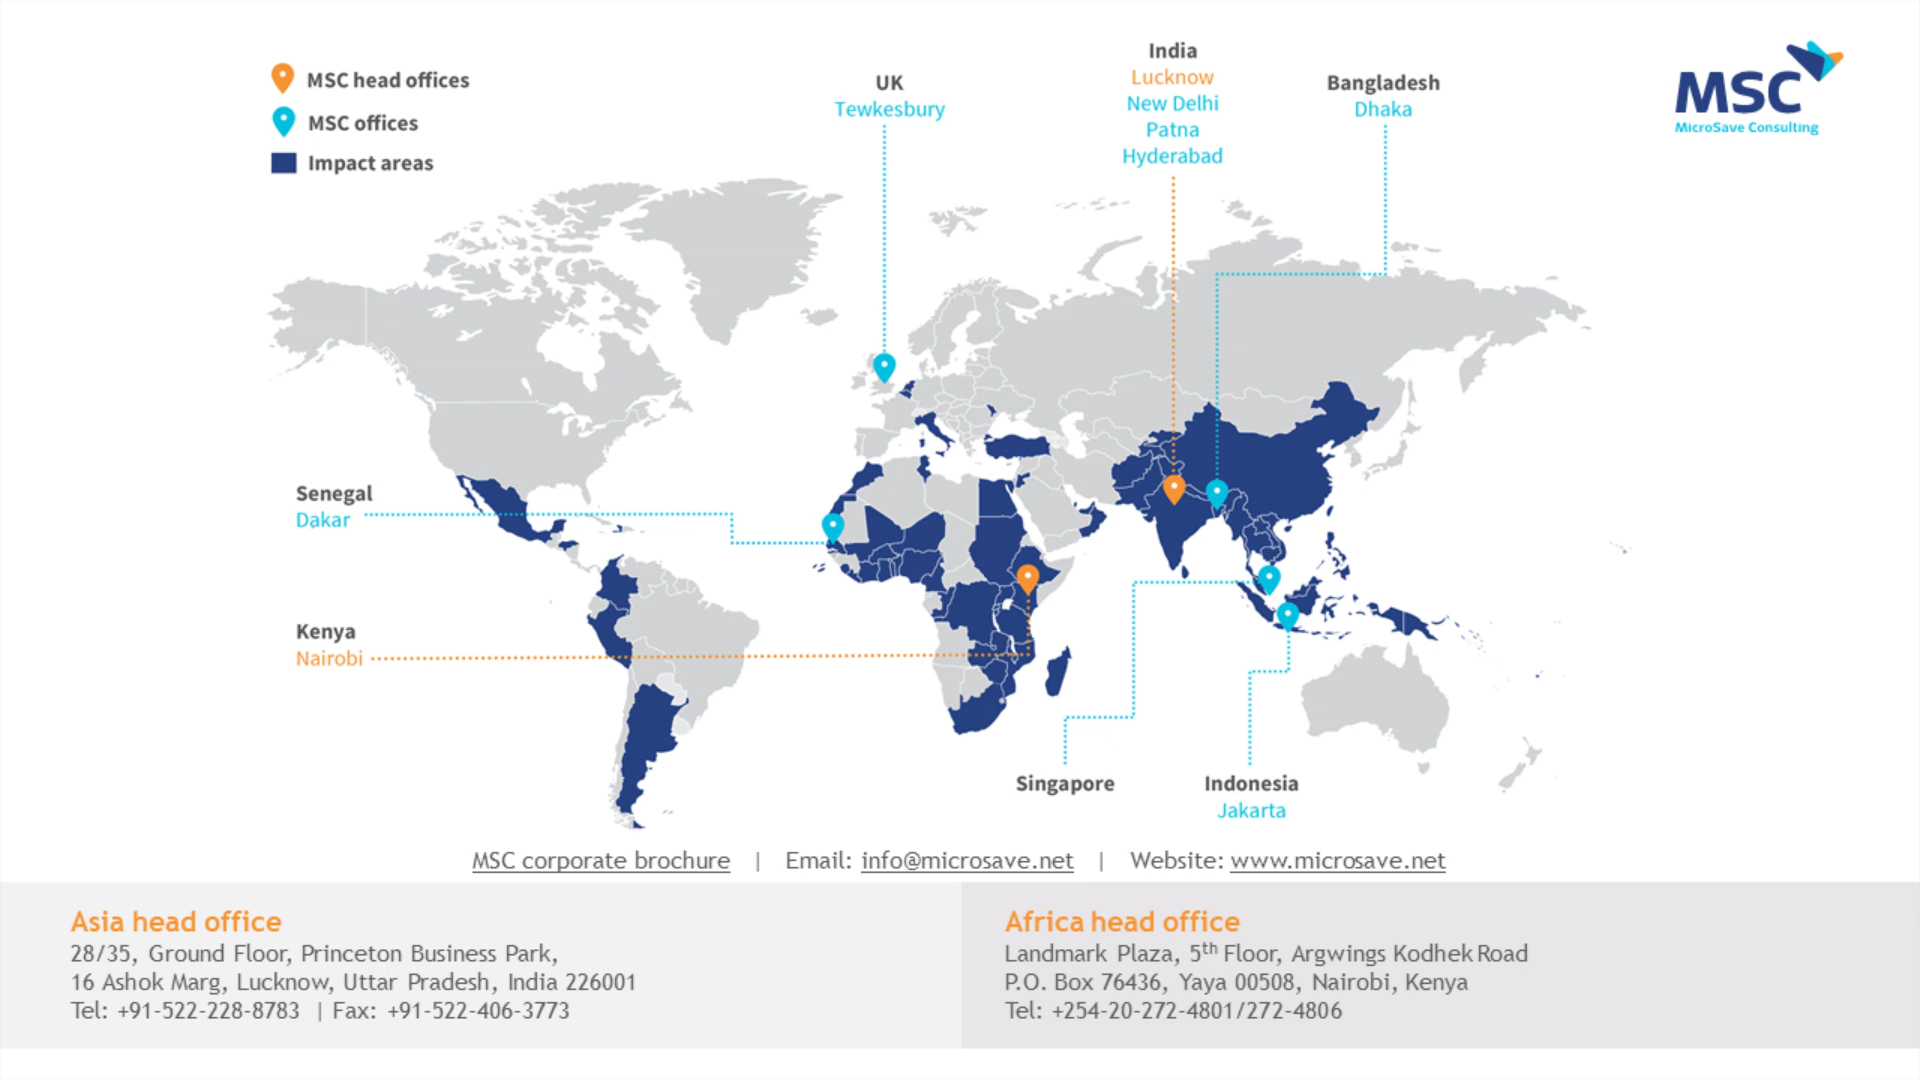 MSC head offices
MSC offices
Impact areas
UK
Tewkesbury
India
Lucknow
New Delhi
Patna
Hyderabad
Bangladesh
Dhaka
MSC
MicroSave Consulting
Senegal
Dakar
Kenya
Nairobi
Singapore
Indonesia
Jakarta
MSC corporate brochure | Email: info@microsave.net | Website: www.microsave.net
Asia head office
28/35, Ground Floor, Princeton Business Park,
16 Ashok Marg, Lucknow, Uttar Pradesh, India 226001
Tel: +91-522-228-8783 | Fax: +91-522-406-3773
Africa head office
Landmark Plaza, 5th Floor, Argwings Kodhek Road
P.O. Box 76436, Yaya 00508, Nairobi, Kenya
Tel: +254-20-272-4801/272-4806